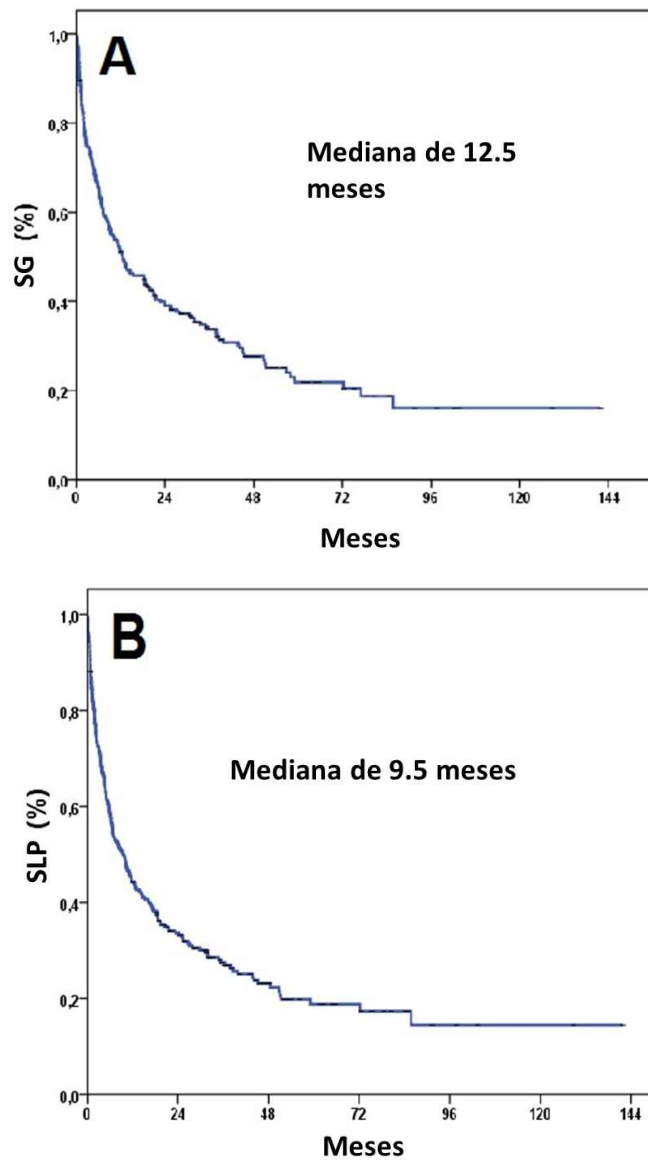 A
1,0
0,8
0,6
0,4
0,2
0,0
SG (%)
Mediana de 12.5
meses
0 24 48 72 96 120 144
Meses
B
1,0
0,8
0,6
0,4
0,2
0,0
SLP (%)
Mediana de 9.5 meses
0 24 48 72 96 120 144
Meses